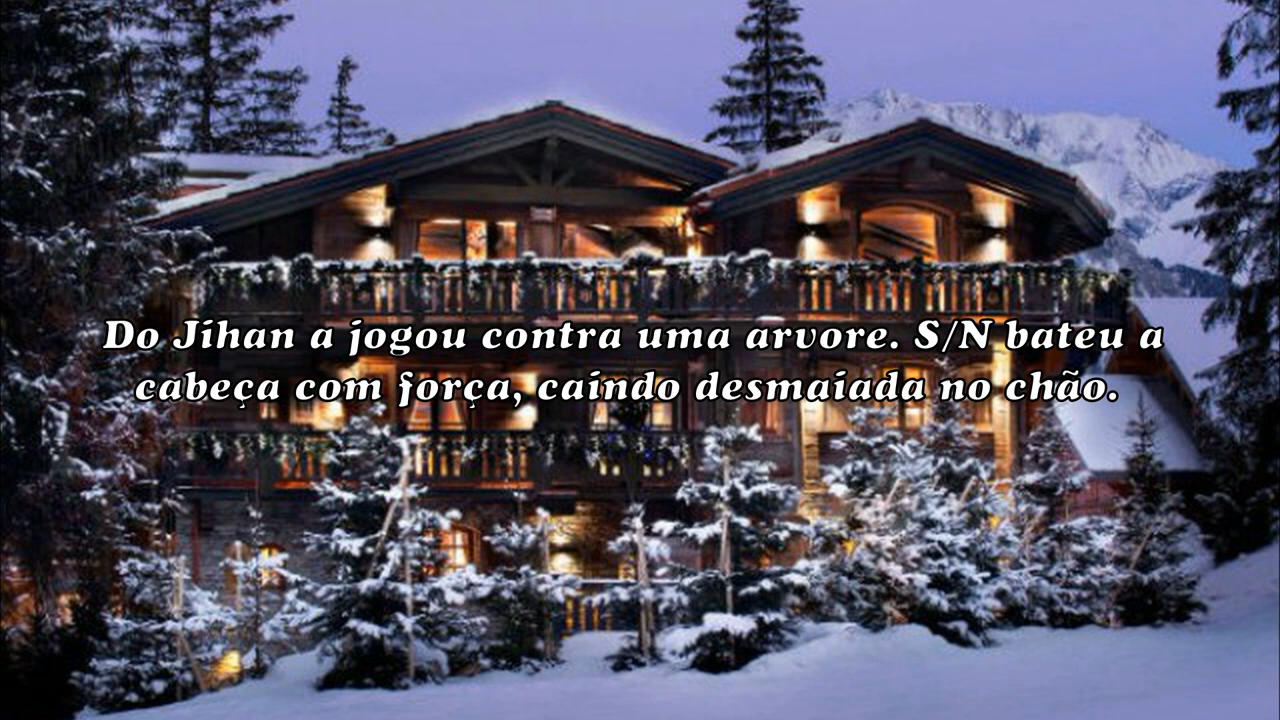 Do Jihan a jogou contra uma arvore. S/N bateu a
cabeça com força, caindo desmaiada no chão.